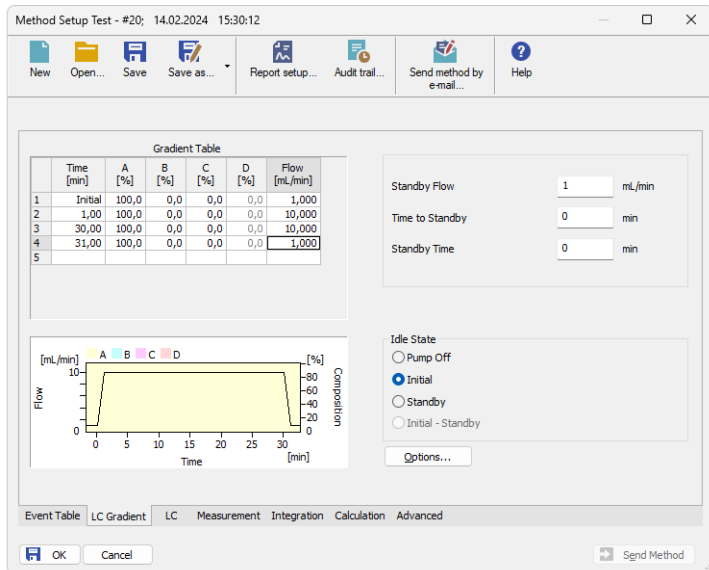 Method Setup Test - #20; 14.02.2024 15:30:12
New Open... Save Save as... Report setup... Audit trail... Send method by e-mail... Help
Gradient Table
Time [min] A [%] B [%] C [%] D [%] Flow [mL/min]
1 Initial 100,0 0,0 0,0 0,0 1,000
2 1,00 100,0 0,0 0,0 0,0 10,000
3 30,00 100,0 0,0 0,0 0,0 10,000
4 31,00 100,0 0,0 0,0 0,0 1,000
5
Standby Flow 1 mL/min
Time to Standby 0 min
Standby Time 0 min
[mL/min] A B C D [%]
10
80
60
40
20
0 0
Flow
Composition
0 5 10 15 20 25 30
Time [min]
Idle State
Pump Off
Initial
Standby
Initial - Standby
Options...
Event Table LC Gradient LC Measurement Integration Calculation Advanced
OK Cancel Send Method